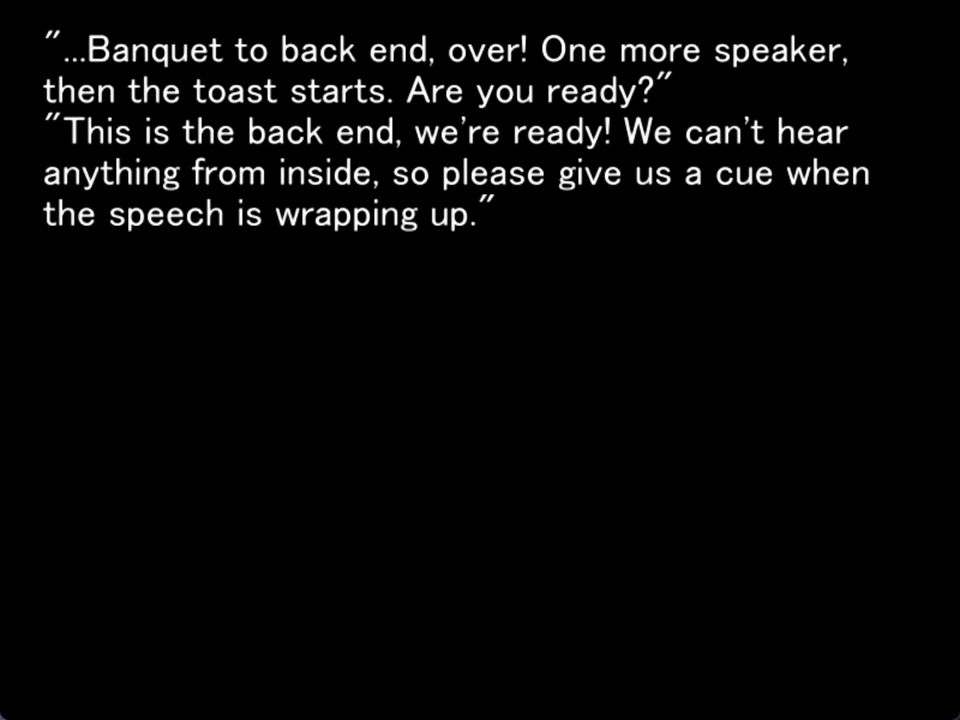 "...Banquet to back end, over! One more speaker,
then the toast starts. Are you ready?"
"This is the back end, we're ready! We can't hear
anything from inside, so please give us a cue when
the speech is wrapping up."